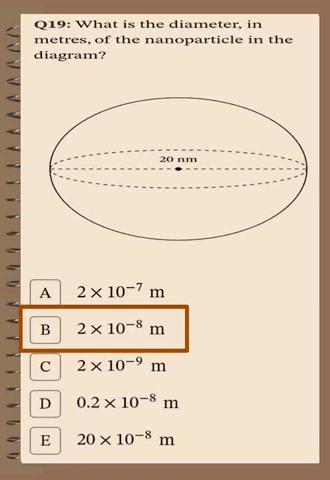 Q19: What is the diameter, in
metres, of the nanoparticle in the
diagram?
20 nm
A 2 × 10⁻⁷ m
B 2 × 10⁻⁸ m
C 2 × 10⁻⁹ m
D 0.2 × 10⁻⁸ m
E 20 × 10⁻⁸ m